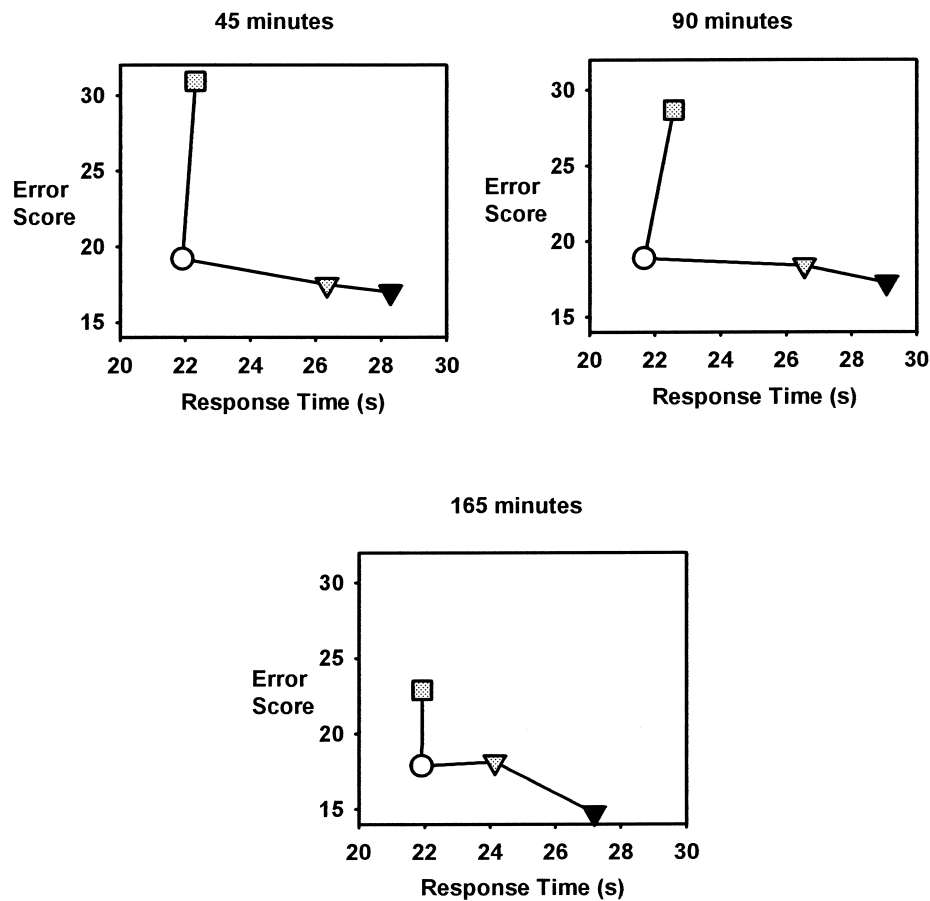 45 minutes
30
25
Error
Score
20
15
20 22 24 26 28 30
Response Time (s)
90 minutes
30
25
Error
Score
20
15
20 22 24 26 28 30
Response Time (s)
165 minutes
30
25
Error
Score
20
15
20 22 24 26 28 30
Response Time (s)